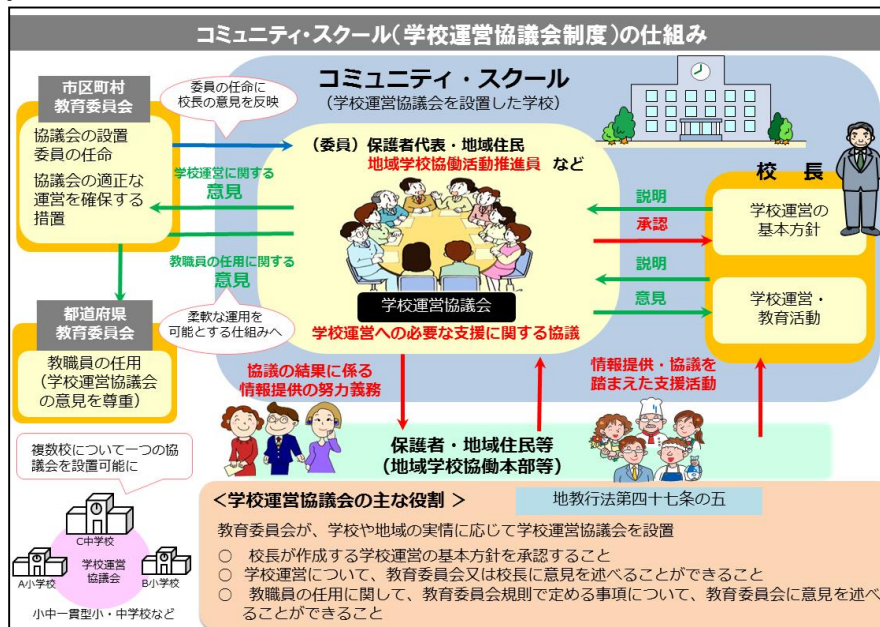 コミュニティ・スクール(学校運営協議会制度)の仕組み
市区町村
教育委員会
協議会の設置
委員の任命
協議会の適正な
運営を確保する
措置
委員の任命に
校長の意見を反映
コミュニティ・スクール
(学校運営協議会を設置した学校)
(委員)保護者代表・地域住民
地域学校協働活動推進員 など
学校運営に関する
意見
教職員の任用に関する
意見
柔軟な運用を
可能とする仕組みへ
学校運営協議会
学校運営への必要な支援に関する協議
説明
承認
説明
意見
校 長
学校運営の
基本方針
学校運営・
教育活動
都道府県
教育委員会
教職員の任用
(学校運営協議会
の意見を尊重)
協議の結果に係る
情報提供の努力義務
情報提供・協議を
踏まえた支援活動
保護者・地域住民等
(地域学校協働本部等)
複数校について一つの協
議会を設置可能に
C中学校
学校運営
協議会
A小学校
B小学校
小中一貫型小・中学校など
<学校運営協議会の主な役割 >
地教行法第四十七条の五
教育委員会が、学校や地域の実情に応じて学校運営協議会を設置
○ 校長が作成する学校運営の基本方針を承認すること
○ 学校運営について、教育委員会又は校長に意見を述べることができること
○ 教職員の任用に関して、教育委員会規則で定める事項について、教育委員会に意見を述べ
ることができること